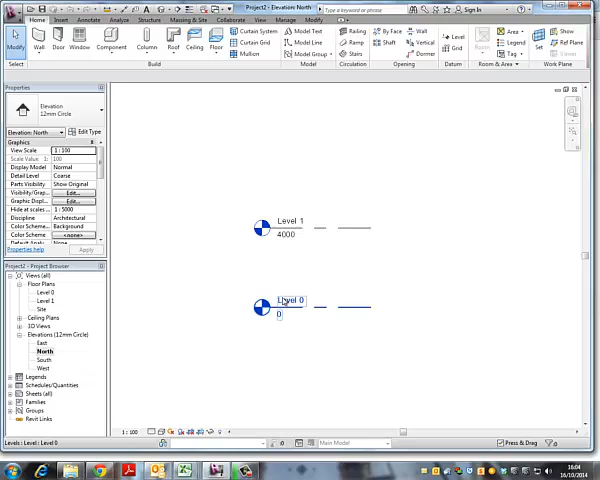 Project2 - Elevation: North
Type a keyword or phrase
Sign In
Home Insert Annotate Analyze Structure Massing & Site Collaborate View Manage Modify
Modify Wall Door Window Component Column Roof Ceiling Floor
Curtain System
Curtain Grid
Mullion
Model Text
Model Line
Model Group
Railing
Ramp
Stairs
By Face
Shaft
Wall
Vertical
Dormer
Level
Grid
Room
Area
Legend
Tag
Set
Show
Ref Plane
Select Build Circulation Opening Room & Area Work Plane
Properties
Elevation
12mm Circle
Elevation: North Edit Type
Graphics
View Scale 1 : 100
Scale Value 1: 100
Display Model Normal
Detail Level Coarse
Parts Visibility Show Original
Visibility/Grap... Edit...
Graphic Displ... Edit...
Hide at scales ... 1 : 5000
Discipline Architectural
Color Scheme... Background
Color Scheme <none>
Default Analy... None
Properties help Apply
Project2 - Project Browser
Views (all)
Floor Plans
Level 0
Level 1
Site
Ceiling Plans
3D Views
Elevations (12mm Circle)
East
North
South
West
Legends
Schedules/Quantities
Sheets (all)
Families
Groups
Revit Links
Level 1
4000
Level 0
0
1 : 100
Levels : Level : Level 0
:0
Main Model
Press & Drag
:0
16:04
16/10/2014